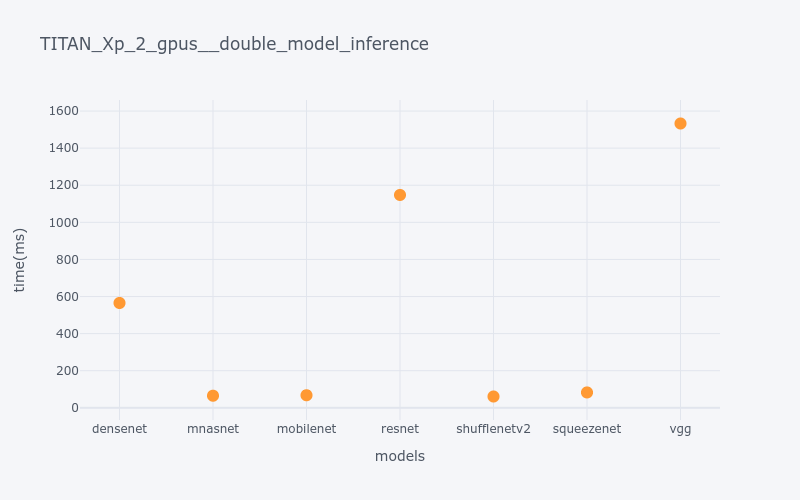 TITAN_Xp_2_gpus__double_model_inference
1600
1400
1200
1000
800
600
400
200
0
time(ms)
densenet mnasnet mobilenet resnet shufflenetv2 squeezenet vgg
models